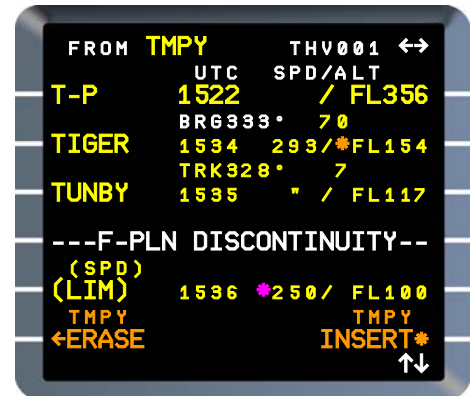 FROM TMPY THV001 ↔
UTC SPD/ALT
T-P 1522 / FL356
BRG333° 70
TIGER 1534 293/*FL154
TRK328° 7
TUNBY 1535 " / FL117
---F-PLN DISCONTINUITY--
(SPD)
(LIM) 1536 *250/ FL100
TMPY TMPY
←ERASE INSERT*
↑↓